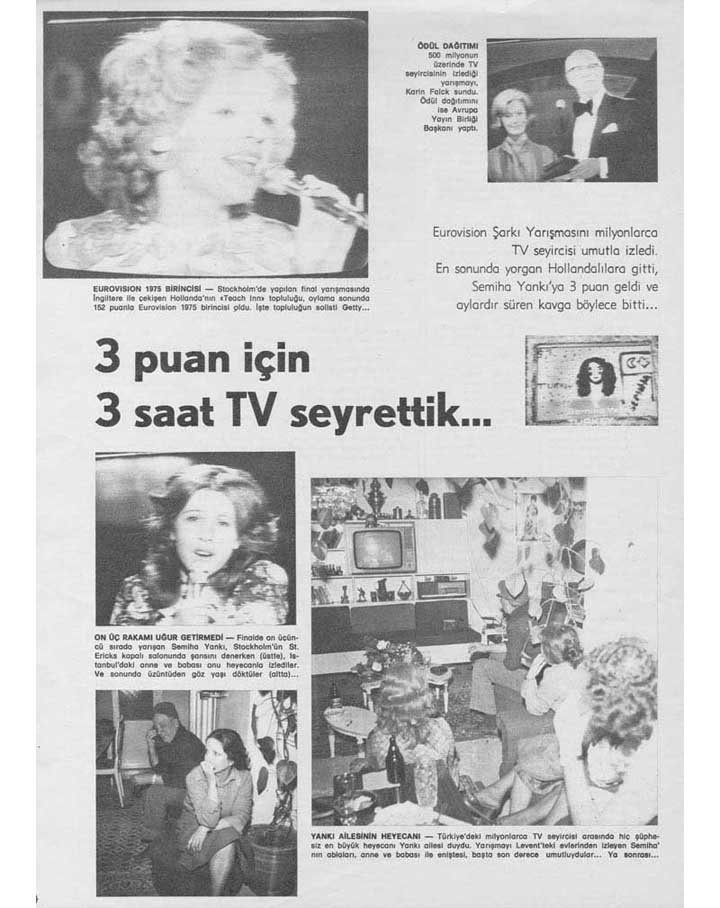 ÖDÜL DAĞITIMI
500 milyonun
üzerinde TV
seyircisinin izlediği
yarışmayı,
Karin Falck sundu.
Ödül dağıtımını
ise Avrupa
Yayın Birliği
Başkanı yaptı.
Eurovision Şarkı Yarışmasını milyonlarca
TV seyircisi umutla izledi.
En sonunda yorgan Hollandalılara gitti,
Semiha Yankı'ya 3 puan geldi ve
aylardır süren kavga böylece bitti...
EUROVISION 1975 BİRİNCİSİ — Stockholm'de yapılan final yarışmasında
İngiltere ile çekişen Hollanda'nın «Teach Inn» topluluğu, oylama sonunda
152 puanla Eurovision 1975 birincisi oldu. İşte topluluğun solisti Getty...
3 puan için
3 saat TV seyrettik...
ON ÜÇ RAKAMI UĞUR GETİRMEDİ — Finalde on üçün-
cü sırada yarışan Semiha Yankı, Stockholm'ün St.
Ericks kapalı salonunda şansını denerken (üstte), İs-
tanbul'daki anne ve babası onu heyecanla izlediler.
Ve sonunda üzüntüden göz yaşı döktüler (altta)...
YANKI AİLESİNİN HEYECANI — Türkiye'deki milyonlarca TV seyircisi arasında hiç şüphe-
siz en büyük heyecanı Yankı ailesi duydu. Yarışmayı Levent'teki evlerinden izleyen Semiha'
nın ablaları, anne ve babası ile eniştesi, başta son derece umutluydular... Ya sonrası...